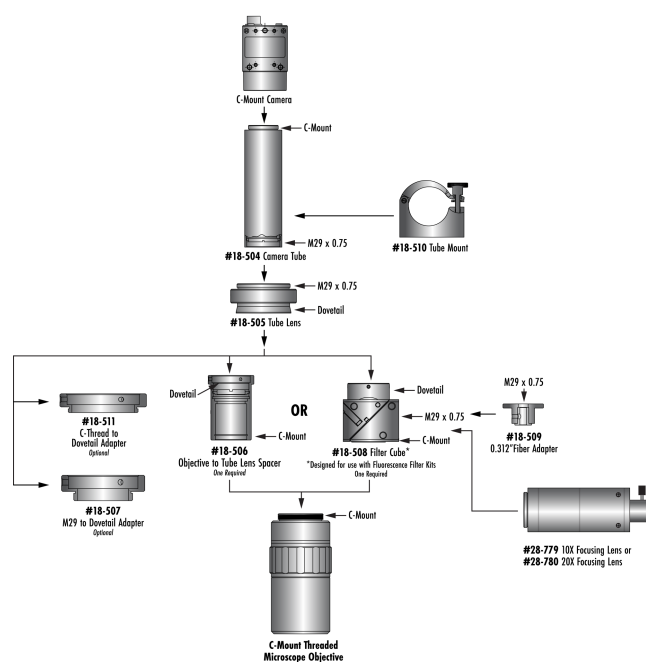 C-Mount Camera
C-Mount
M29 x 0.75
#18-504 Camera Tube
#18-510 Tube Mount
M29 x 0.75
Dovetail
#18-505 Tube Lens
#18-511
C-Thread to
Dovetail Adapter
Optional
#18-507
M29 to Dovetail Adapter
Optional
Dovetail
C-Mount
#18-506
Objective to Tube Lens Spacer
One Required
OR
Dovetail
M29 x 0.75
C-Mount
#18-508 Filter Cube*
*Designed for use with Fluorescence Filter Kits
One Required
M29 x 0.75
#18-509
0.312"Fiber Adapter
#28-779 10X Focusing Lens or
#28-780 20X Focusing Lens
C-Mount
C-Mount Threaded
Microscope Objective